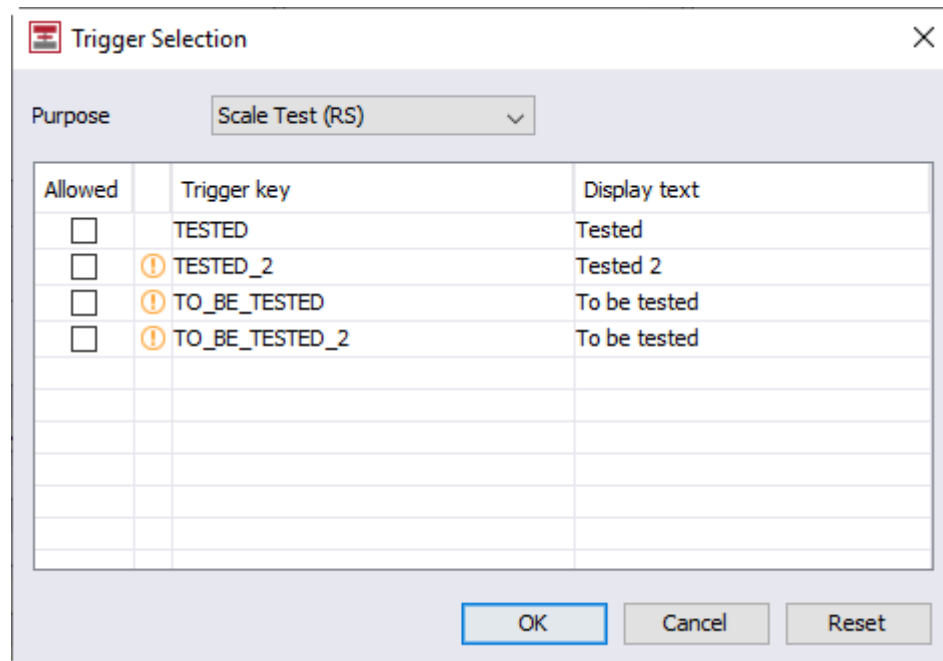 Trigger Selection
Purpose Scale Test (RS)
Allowed Trigger key Display text
TESTED Tested
TESTED_2 Tested 2
TO_BE_TESTED To be tested
TO_BE_TESTED_2 To be tested
OK Cancel Reset